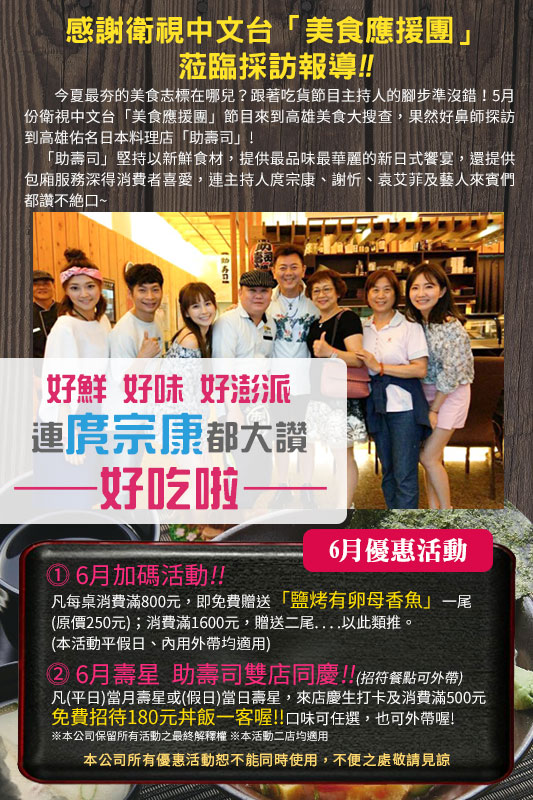 感謝衛視中文台「美食應援團」
蒞臨採訪報導!!
今夏最夯的美食志標在哪兒？跟著吃貨節目主持人的腳步準沒錯！5月
份衛視中文台「美食應援團」節目來到高雄美食大搜查，果然好鼻師採訪
到高雄佑名日本料理店「助壽司」!
「助壽司」堅持以新鮮食材，提供最品味最華麗的新日式饗宴，還提供
包廂服務深得消費者喜愛，連主持人庹宗康、謝忻、袁艾菲及藝人來賓們
都讚不絕口~
好鮮 好味 好澎派
連庹宗康都大讚
好吃啦
6月優惠活動
① 6月加碼活動!!
凡每桌消費滿800元，即免費贈送「鹽烤有卵母香魚」一尾
(原價250元)；消費滿1600元，贈送二尾....以此類推。
(本活動平假日、內用外帶均適用)
② 6月壽星 助壽司雙店同慶!!(招符餐點可外帶)
凡(平日)當月壽星或(假日)當日壽星，來店慶生打卡及消費滿500元
免費招待180元丼飯一客喔!!口味可任選，也可外帶喔!
※本公司保留所有活動之最終解釋權 ※本活動二店均適用
本公司所有優惠活動恕不能同時使用，不便之處敬請見諒